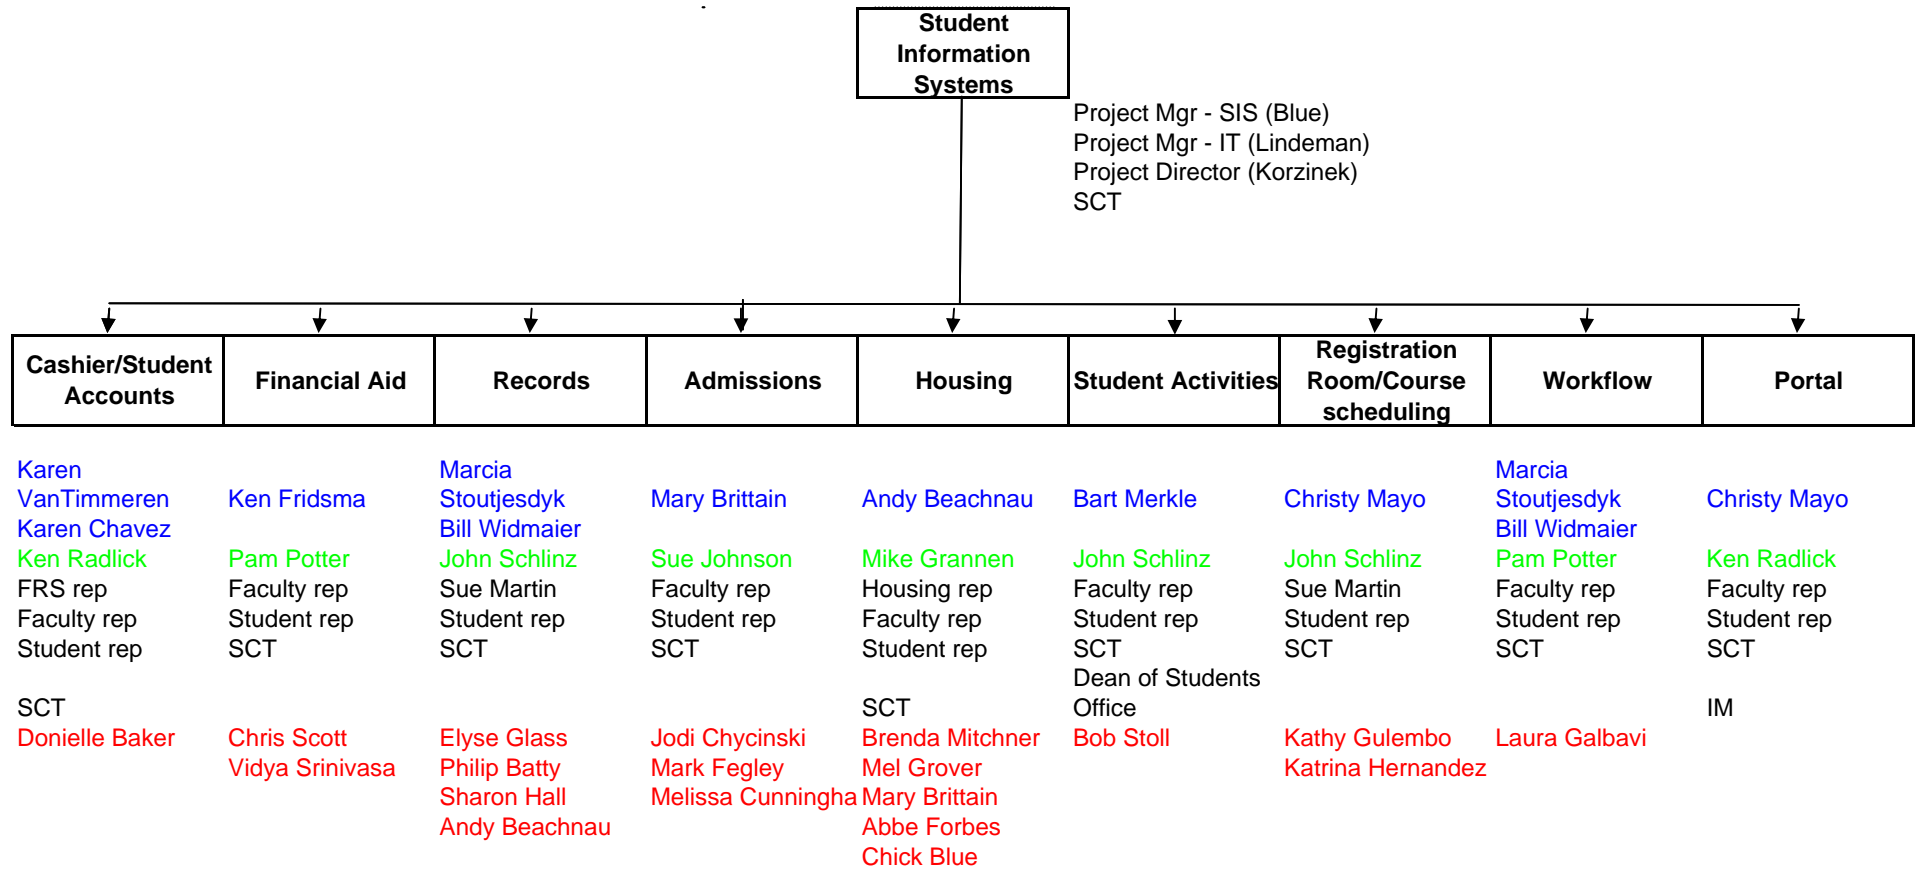 Student
Information
Systems
Project Mgr - SIS (Blue)
Project Mgr - IT (Lindeman)
Project Director (Korzinek)
SCT
Cashier/Student
Accounts
Financial Aid
Records
Admissions
Housing
Student Activities
Registration
Room/Course
scheduling
Workflow
Portal
Karen
VanTimmeren
Karen Chavez
Ken Radlick
FRS rep
Faculty rep
Student rep
SCT
Donielle Baker
Ken Fridsma
Pam Potter
Faculty rep
Student rep
SCT
Chris Scott
Vidya Srinivasa
Marcia
Stoutjesdyk
Bill Widmaier
John Schlinz
Sue Martin
Student rep
SCT
Elyse Glass
Philip Batty
Sharon Hall
Andy Beachnau
Mary Brittain
Sue Johnson
Faculty rep
Student rep
SCT
Jodi Chycinski
Mark Fegley
Melissa Cunningha
Andy Beachnau
Mike Grannen
Housing rep
Faculty rep
Student rep
SCT
Brenda Mitchner
Mel Grover
Mary Brittain
Abbe Forbes
Chick Blue
Bart Merkle
John Schlinz
Faculty rep
Student rep
SCT
Dean of Students
Office
Bob Stoll
Christy Mayo
John Schlinz
Sue Martin
Student rep
SCT
Kathy Gulembo
Katrina Hernandez
Marcia
Stoutjesdyk
Bill Widmaier
Pam Potter
Faculty rep
Student rep
SCT
Laura Galbavi
Christy Mayo
Ken Radlick
Faculty rep
Student rep
SCT
IM